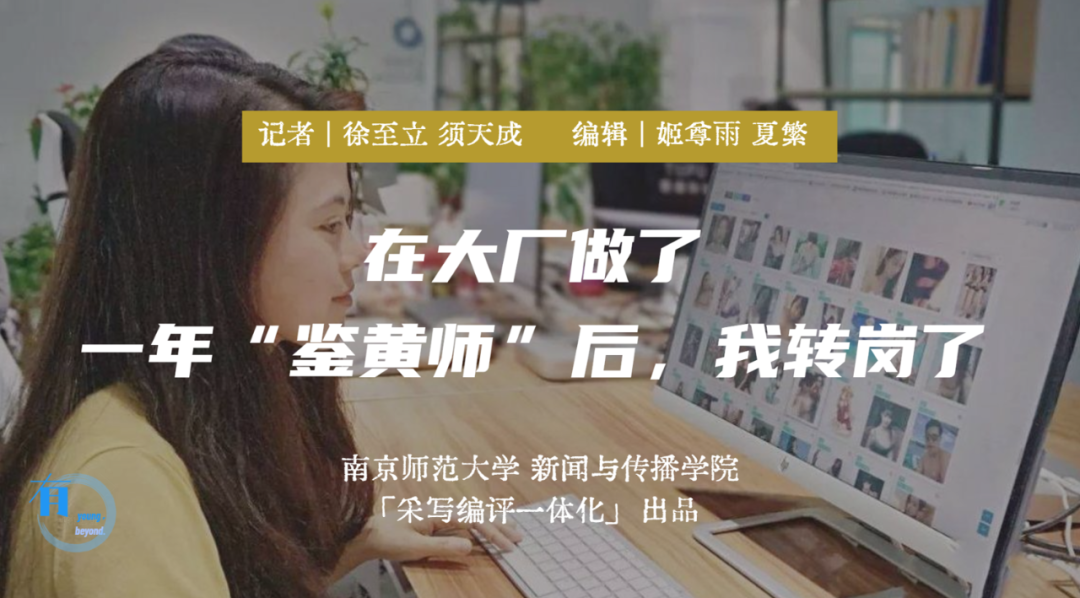 记者｜徐至立 须天成 编辑｜姬尊雨 夏繁
在大厂做了
一年“鉴黄师”后，我转岗了
南京师范大学 新闻与传播学院
「采写编评一体化」 出品
beyond